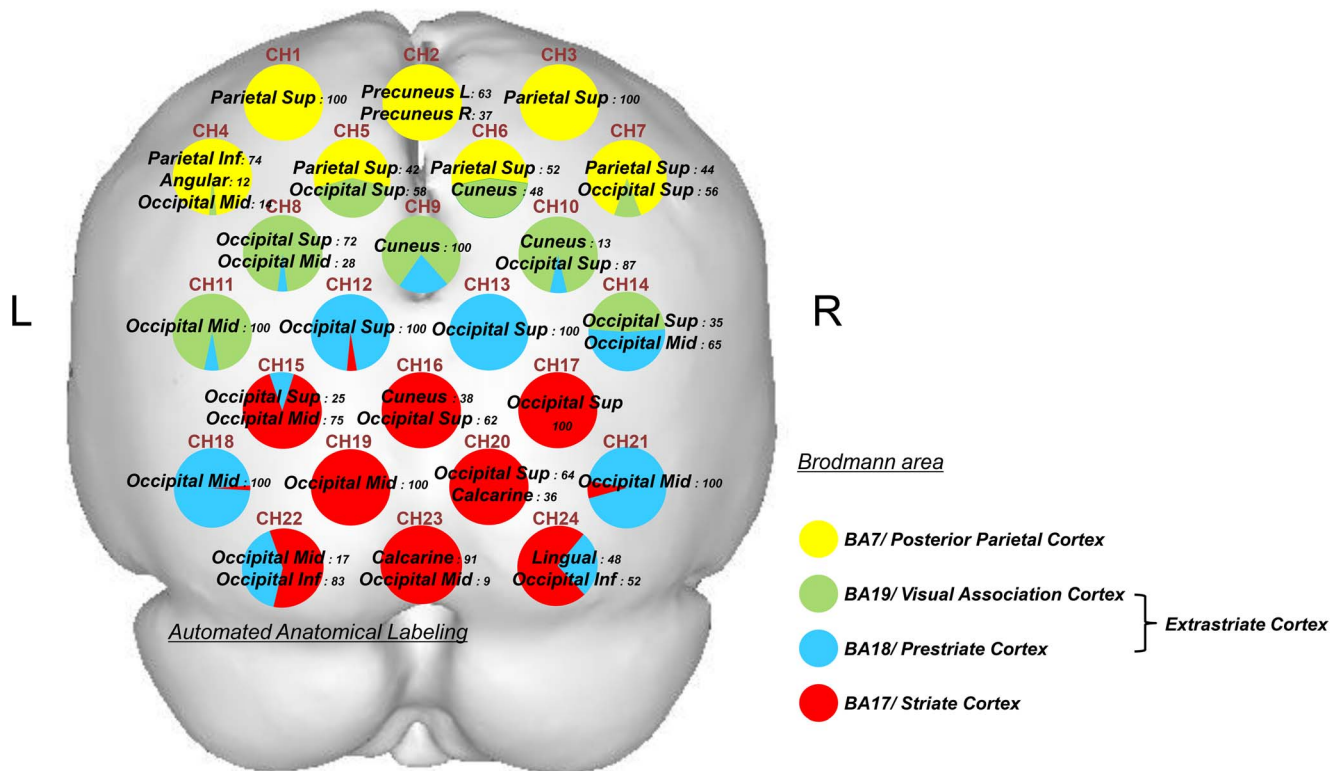 CH1 CH2 CH3
Parietal Sup : 100
Precuneus L: 63
Precuneus R: 37
Parietal Sup : 100
CH4 CH5 CH6 CH7
Parietal Inf : 74
Angular : 12
Occipital Mid : 14
Parietal Sup: 42
Occipital Sup : 58
Parietal Sup : 52
Cuneus : 48
Parietal Sup : 44
Occipital Sup : 56
CH8 CH9 CH10
Occipital Sup : 72
Occipital Mid : 28
Cuneus : 100
Cuneus : 13
Occipital Sup : 87
CH11 CH12 CH13 CH14
Occipital Mid : 100
Occipital Sup : 100
Occipital Sup : 100
Occipital Sup : 35
Occipital Mid : 65
L
R
CH15 CH16 CH17
Occipital Sup : 25
Occipital Mid : 75
Cuneus : 38
Occipital Sup : 62
Occipital Sup
100
CH18 CH19 CH20 CH21
Occipital Mid : 100
Occipital Mid : 100
Occipital Sup : 64
Calcarine : 36
Occipital Mid : 100
CH22 CH23 CH24
Occipital Mid : 17
Occipital Inf : 83
Calcarine : 91
Occipital Mid : 9
Lingual : 48
Occipital Inf : 52
Automated Anatomical Labeling
Brodmann area
BA7/ Posterior Parietal Cortex
BA19/ Visual Association Cortex
Extrastriate Cortex
BA18/ Prestriate Cortex
BA17/ Striate Cortex